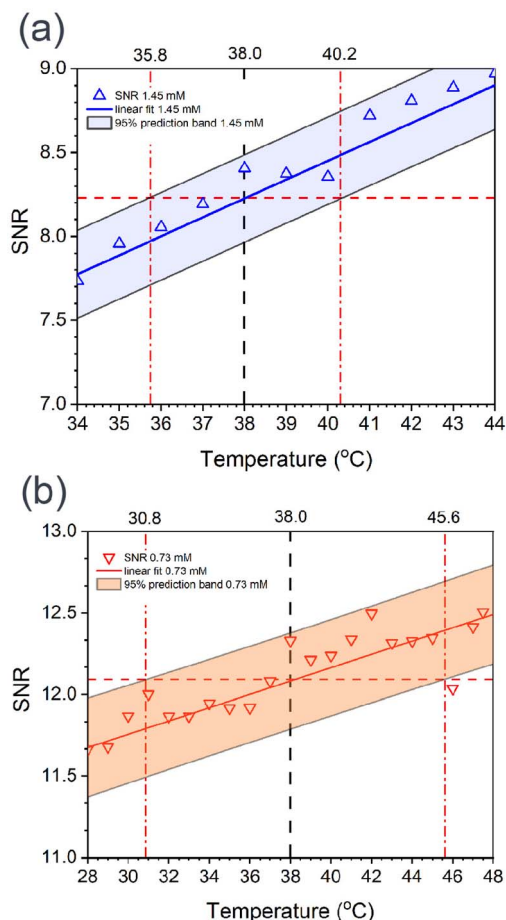 (a)
35.8 38.0 40.2
9.0
SNR 1.45 mM
linear fit 1.45 mM
95% prediction band 1.45 mM
8.5
SNR
8.0
7.5
7.0
34 35 36 37 38 39 40 41 42 43 44
Temperature (°C)
(b)
30.8 38.0 45.6
13.0
SNR 0.73 mM
linear fit 0.73 mM
95% prediction band 0.73 mM
12.5
SNR
12.0
11.5
11.0
28 30 32 34 36 38 40 42 44 46 48
Temperature (°C)